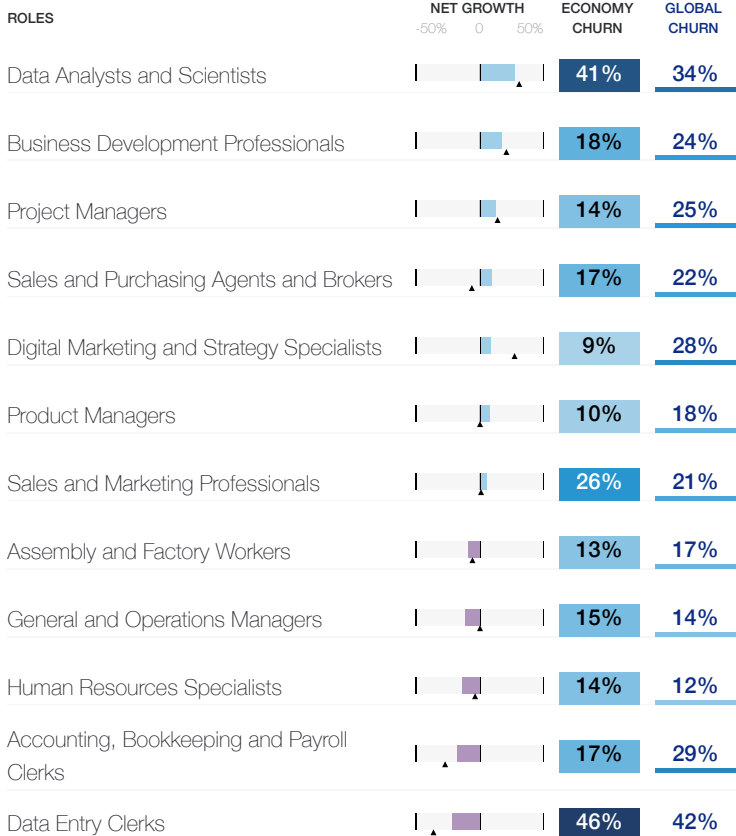 ROLES
NET GROWTH
-50% 0 50%
ECONOMY
CHURN
GLOBAL
CHURN
Data Analysts and Scientists 41% 34%
Business Development Professionals 18% 24%
Project Managers 14% 25%
Sales and Purchasing Agents and Brokers 17% 22%
Digital Marketing and Strategy Specialists 9% 28%
Product Managers 10% 18%
Sales and Marketing Professionals 26% 21%
Assembly and Factory Workers 13% 17%
General and Operations Managers 15% 14%
Human Resources Specialists 14% 12%
Accounting, Bookkeeping and Payroll
Clerks 17% 29%
Data Entry Clerks 46% 42%